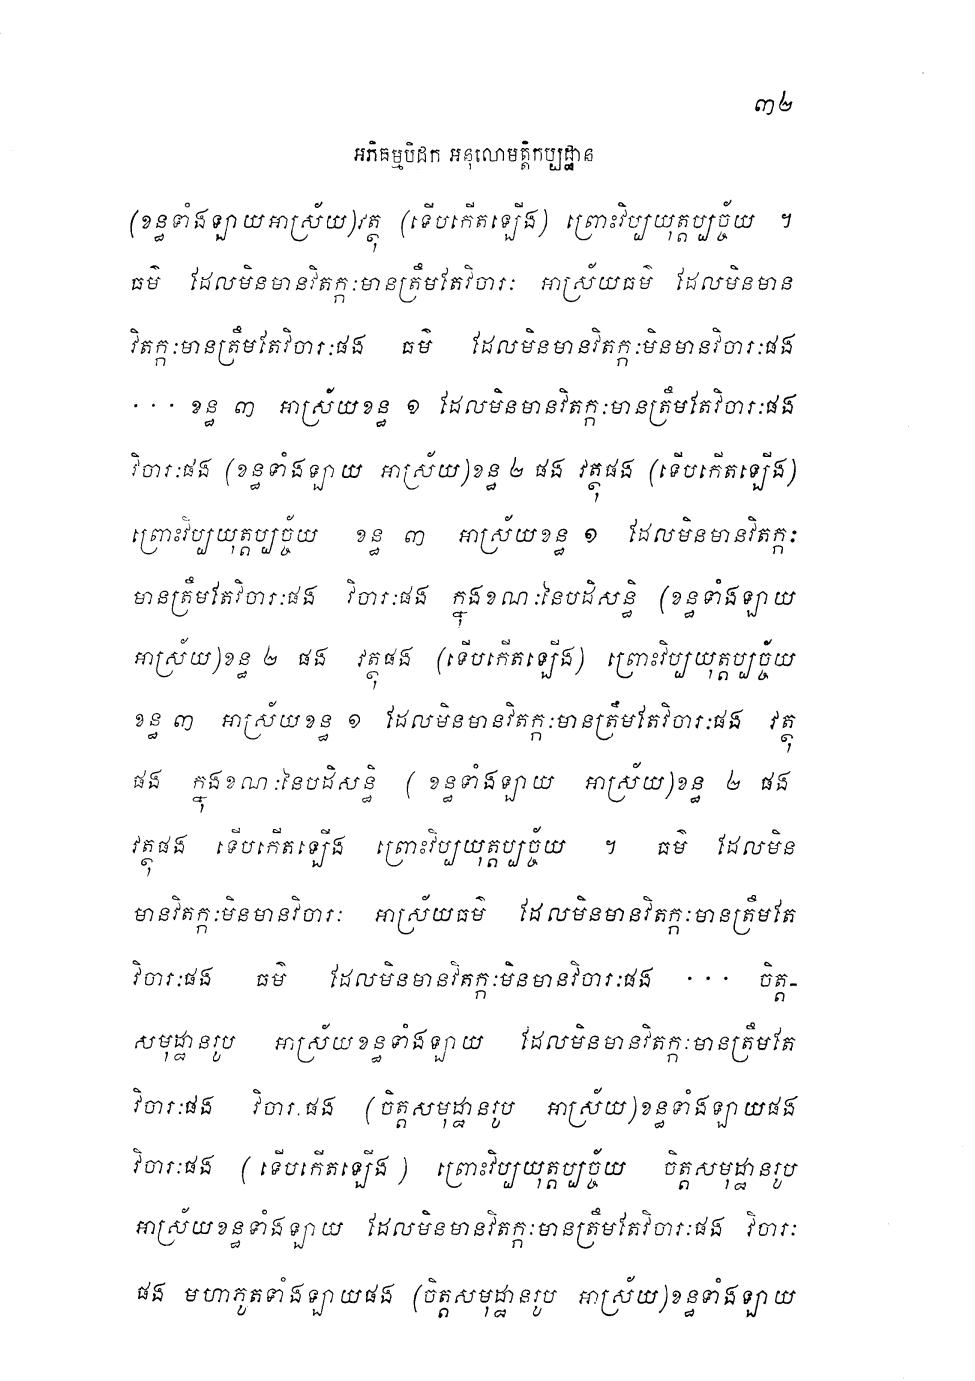 ៣២
អភិធម្មបិដក អនុលោមត្តិកប្បដ្ឋាន
(ខន្ធទាំងឡាយអាស្រ័យ)វត្ថុ (ទើបកើតឡើង) ព្រោះវិប្បយុត្តប្បច្ច័យ ។
ធម៌ ដែលមិនមានវិតក្កៈមានត្រឹមតែវិចារៈ អាស្រ័យធម៌ ដែលមិនមាន
វិតក្កៈមានត្រឹមតែវិចារៈផង ធម៌ ដែលមិនមានវិតក្កៈមិនមានវិចារៈផង
··· ខន្ធ ៣ អាស្រ័យខន្ធ ១ ដែលមិនមានវិតក្កៈមានត្រឹមតែវិចារៈផង
វិចារៈផង (ខន្ធទាំងឡាយ អាស្រ័យ)ខន្ធ ២ ផង វត្ថុផង (ទើបកើតឡើង)
ព្រោះវិប្បយុត្តប្បច្ច័យ ខន្ធ ៣ អាស្រ័យខន្ធ ១ ដែលមិនមានវិតក្កៈ
មានត្រឹមតែវិចារៈផង វិចារៈផង ក្នុងខណៈនៃបដិសន្ធិ (ខន្ធទាំងឡាយ
អាស្រ័យ)ខន្ធ ២ ផង វត្ថុផង (ទើបកើតឡើង) ព្រោះវិប្បយុត្តប្បច្ច័យ
ខន្ធ ៣ អាស្រ័យខន្ធ ១ ដែលមិនមានវិតក្កៈមានត្រឹមតែវិចារៈផង វត្ថុ
ផង ក្នុងខណៈនៃបដិសន្ធិ ( ខន្ធទាំងឡាយ អាស្រ័យ)ខន្ធ ២ ផង
វត្ថុផង ទើបកើតឡើង ព្រោះវិប្បយុត្តប្បច្ច័យ ។ ធម៌ ដែលមិន
មានវិតក្កៈមិនមានវិចារៈ អាស្រ័យធម៌ ដែលមិនមានវិតក្កៈមានត្រឹមតែ
វិចារៈផង ធម៌ ដែលមិនមានវិតក្កៈមិនមានវិចារៈផង ··· ចិត្ត-
សមុដ្ឋានរូប អាស្រ័យខន្ធទាំងឡាយ ដែលមិនមានវិតក្កៈមានត្រឹមតែ
វិចារៈផង វិចារៈផង (ចិត្តសមុដ្ឋានរូប អាស្រ័យ)ខន្ធទាំងឡាយផង
វិចារៈផង ( ទើបកើតឡើង ) ព្រោះវិប្បយុត្តប្បច្ច័យ ចិត្តសមុដ្ឋានរូប
អាស្រ័យខន្ធទាំងឡាយ ដែលមិនមានវិតក្កៈមានត្រឹមតែវិចារៈផង វិចារៈ
ផង មហាភូតទាំងឡាយផង (ចិត្តសមុដ្ឋានរូប អាស្រ័យ)ខន្ធទាំងឡាយ